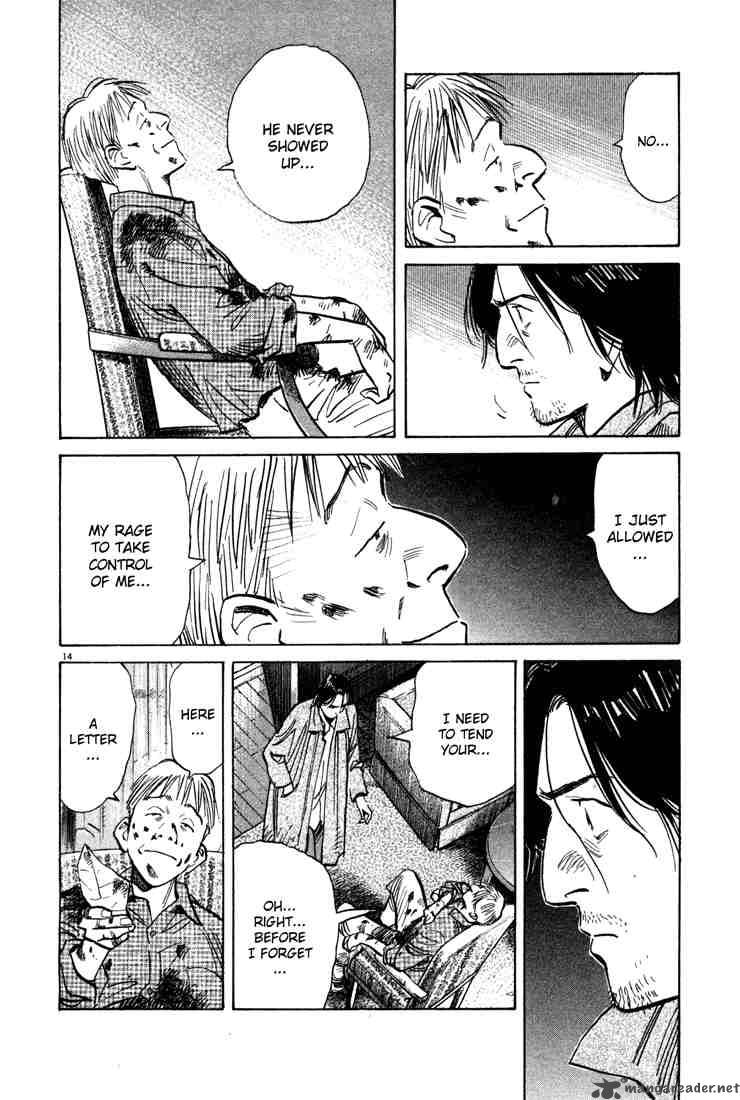 NO...
HE NEVER
SHOWED
UP...
I JUST
ALLOWED
...
MY RAGE
TO TAKE
CONTROL
OF ME...
14
I NEED
TO TEND
YOUR...
OH...
RIGHT...
BEFORE
I FORGET
...
HERE
...
A
LETTER
...
mangareader.net